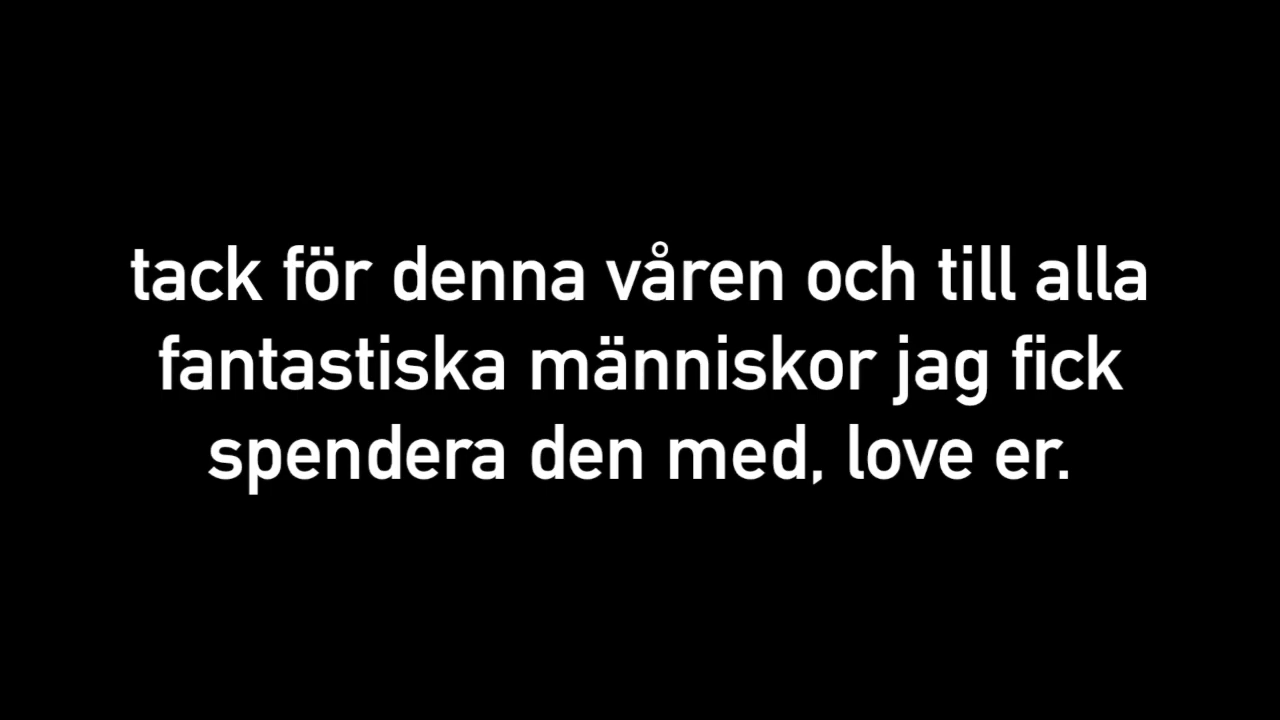 tack för denna våren och till alla
fantastiska människor jag fick
spendera den med, love er.